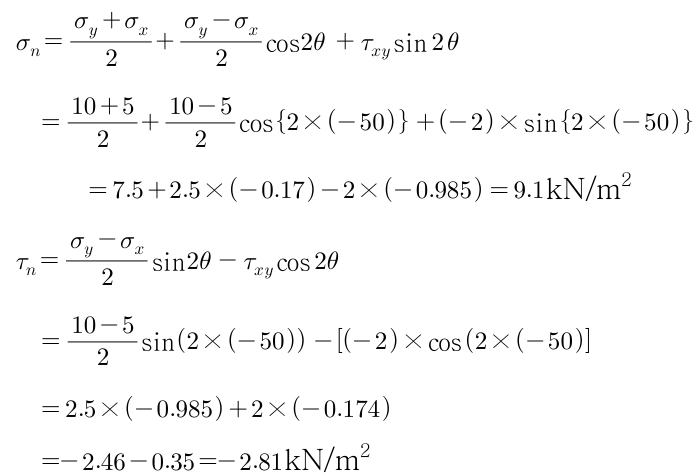 σₙ = (σ_y + σ_x)/2 + (σ_y − σ_x)/2 cos2θ + τ_xy sin 2θ
= (10 + 5)/2 + (10 − 5)/2 cos{2 × (−50)} + (−2) × sin{2 × (−50)}
= 7.5 + 2.5 × (−0.17) − 2 × (−0.985) = 9.1kN/m²
τₙ = (σ_y − σ_x)/2 sin2θ − τ_xy cos 2θ
= (10 − 5)/2 sin(2 × (−50)) − [(−2) × cos(2 × (−50)]
= 2.5 × (−0.985) + 2 × (−0.174)
=− 2.46 − 0.35 =− 2.81kN/m²